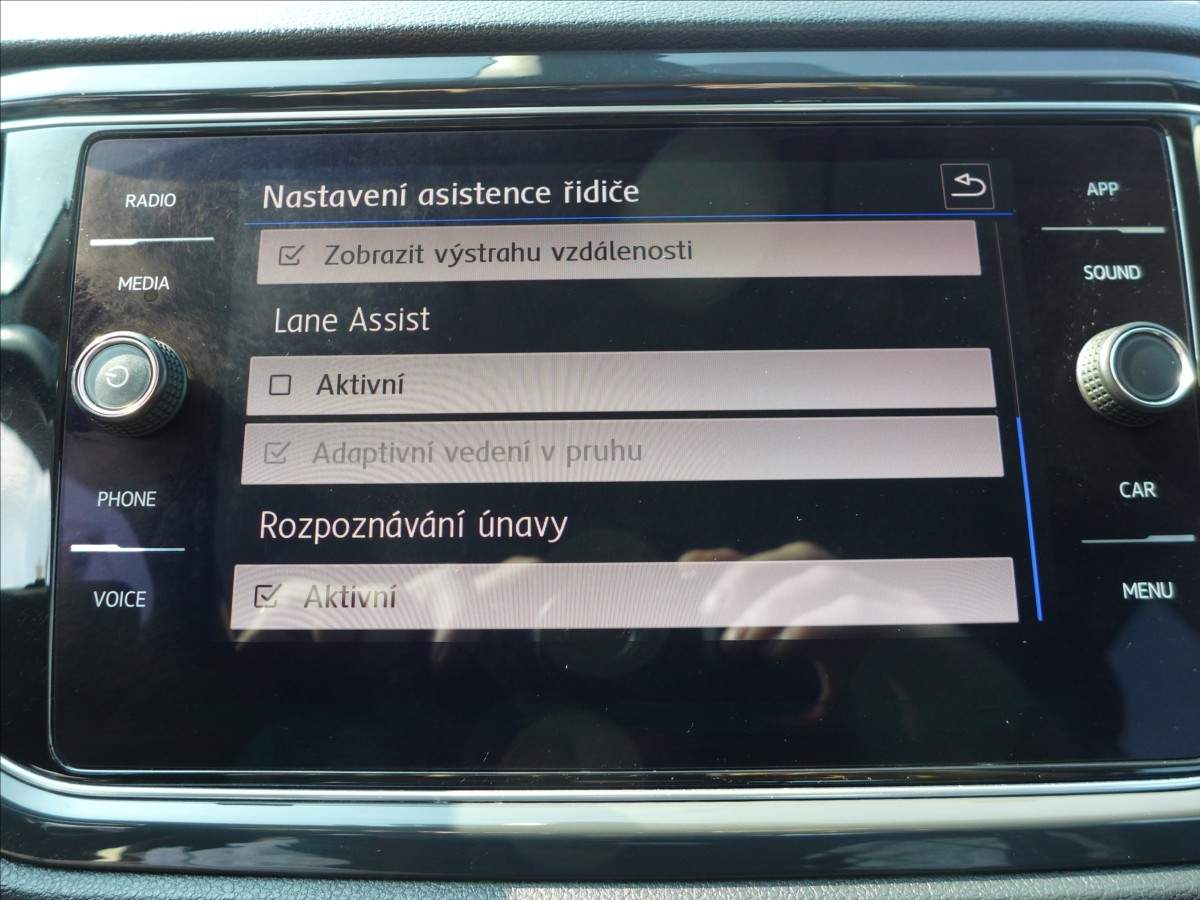 RADIO
MEDIA
PHONE
VOICE
Nastavení asistence řidiče
Zobrazit výstrahu vzdálenosti
Lane Assist
Aktivní
Adaptivní vedení v pruhu
Rozpoznávání únavy
Aktivní
APP
SOUND
CAR
MENU